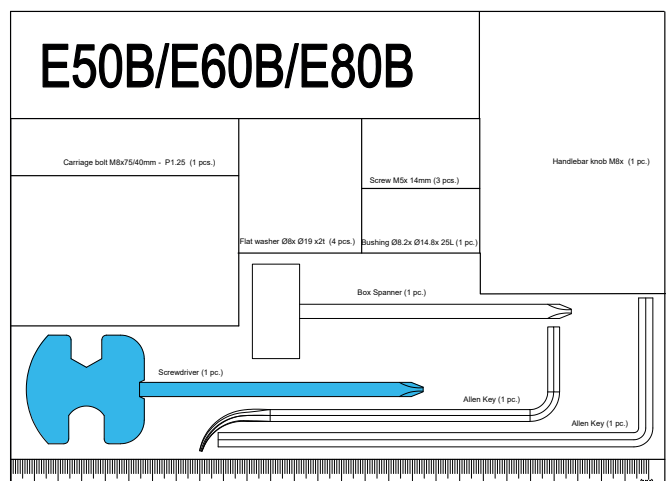 E50B/E60B/E80B
Carriage bolt M8x75/40mm - P1.25 (1 pcs.)
Handlebar knob M8x (1 pc.)
Screw M5x 14mm (3 pcs.)
Flat washer Ø8x Ø19 x2t (4 pcs.)
Bushing Ø8.2x Ø14.8x 25L (1 pc.)
Box Spanner (1 pc.)
Screwdriver (1 pc.)
Allen Key (1 pc.)
Allen Key (1 pc.)